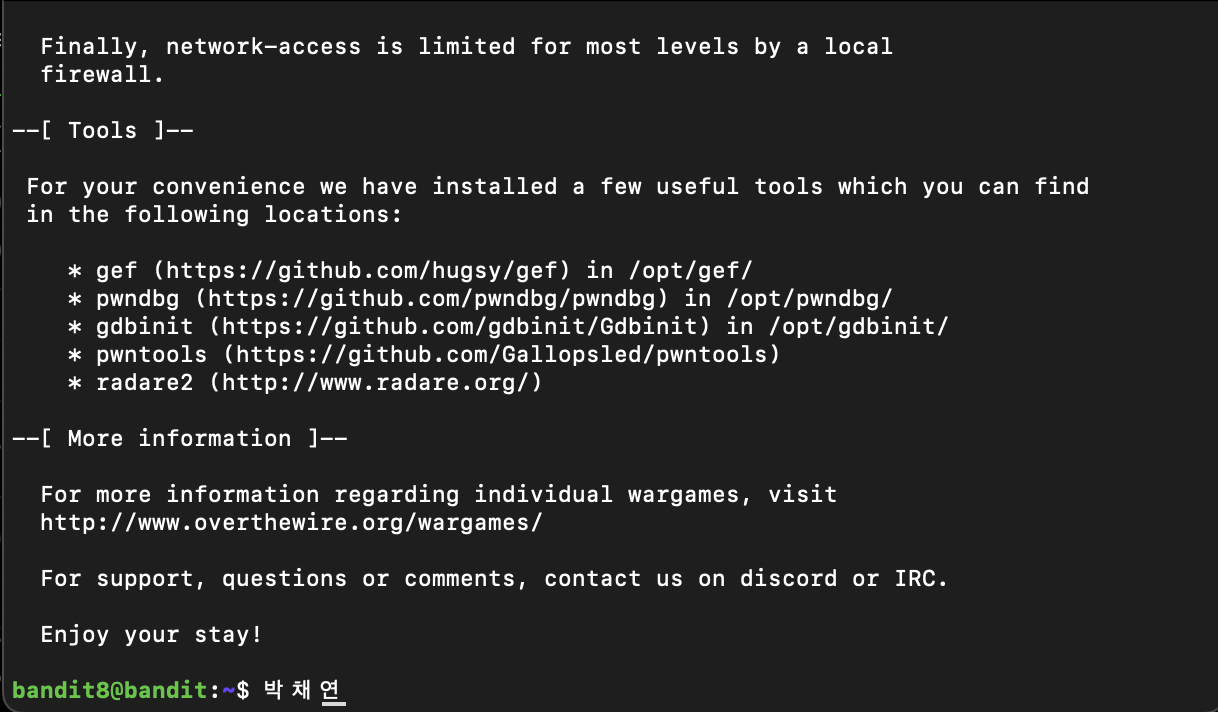 Finally, network-access is limited for most levels by a local
firewall.
--[ Tools ]--
For your convenience we have installed a few useful tools which you can find
in the following locations:
* gef (https://github.com/hugsy/gef) in /opt/gef/
* pwndbg (https://github.com/pwndbg/pwndbg) in /opt/pwndbg/
* gdbinit (https://github.com/gdbinit/Gdbinit) in /opt/gdbinit/
* pwntools (https://github.com/Gallopsled/pwntools)
* radare2 (http://www.radare.org/)
--[ More information ]--
For more information regarding individual wargames, visit
http://www.overthewire.org/wargames/
For support, questions or comments, contact us on discord or IRC.
Enjoy your stay!
bandit8@bandit:~$ 박채연